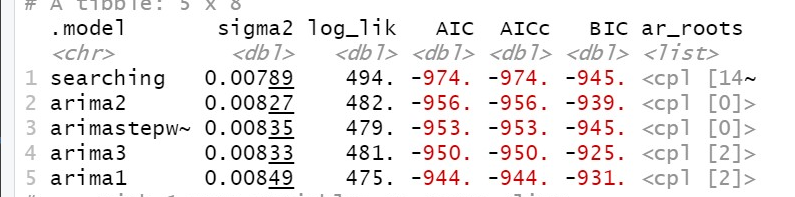 # A tibble: 5 x 8
.model sigma2 log_lik AIC AICc BIC ar_roots
<chr> <dbl> <dbl> <dbl> <dbl> <dbl> <list>
1 searching 0.00789 494. -974. -974. -945. <cpl [14~
2 arima2 0.00827 482. -956. -956. -939. <cpl [0]>
3 arimastepw~ 0.00835 479. -953. -953. -945. <cpl [0]>
4 arima3 0.00833 481. -950. -950. -925. <cpl [2]>
5 arima1 0.00849 475. -944. -944. -931. <cpl [2]>